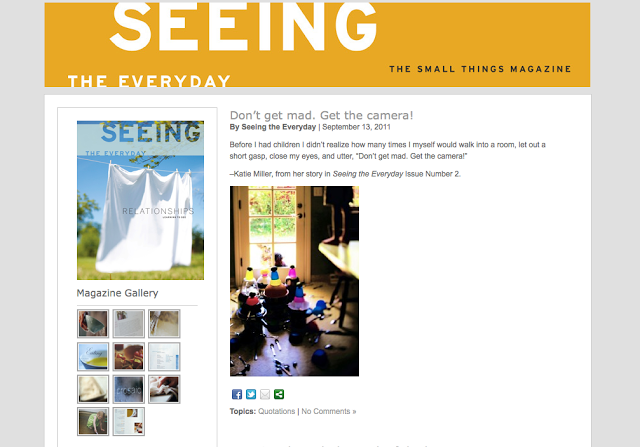 SEEING
THE EVERYDAY
THE SMALL THINGS MAGAZINE
SEEING
THE EVERYDAY
RELATIONSHIPS
Magazine Gallery
Don't get mad. Get the camera!
By Seeing the Everyday | September 13, 2011
Before I had children I didn't realize how many times I myself would walk into a room, let out a
short gasp, close my eyes, and utter, "Don't get mad. Get the camera!"
–Katie Miller, from her story in Seeing the Everyday Issue Number 2.
Topics: Quotations | No Comments »